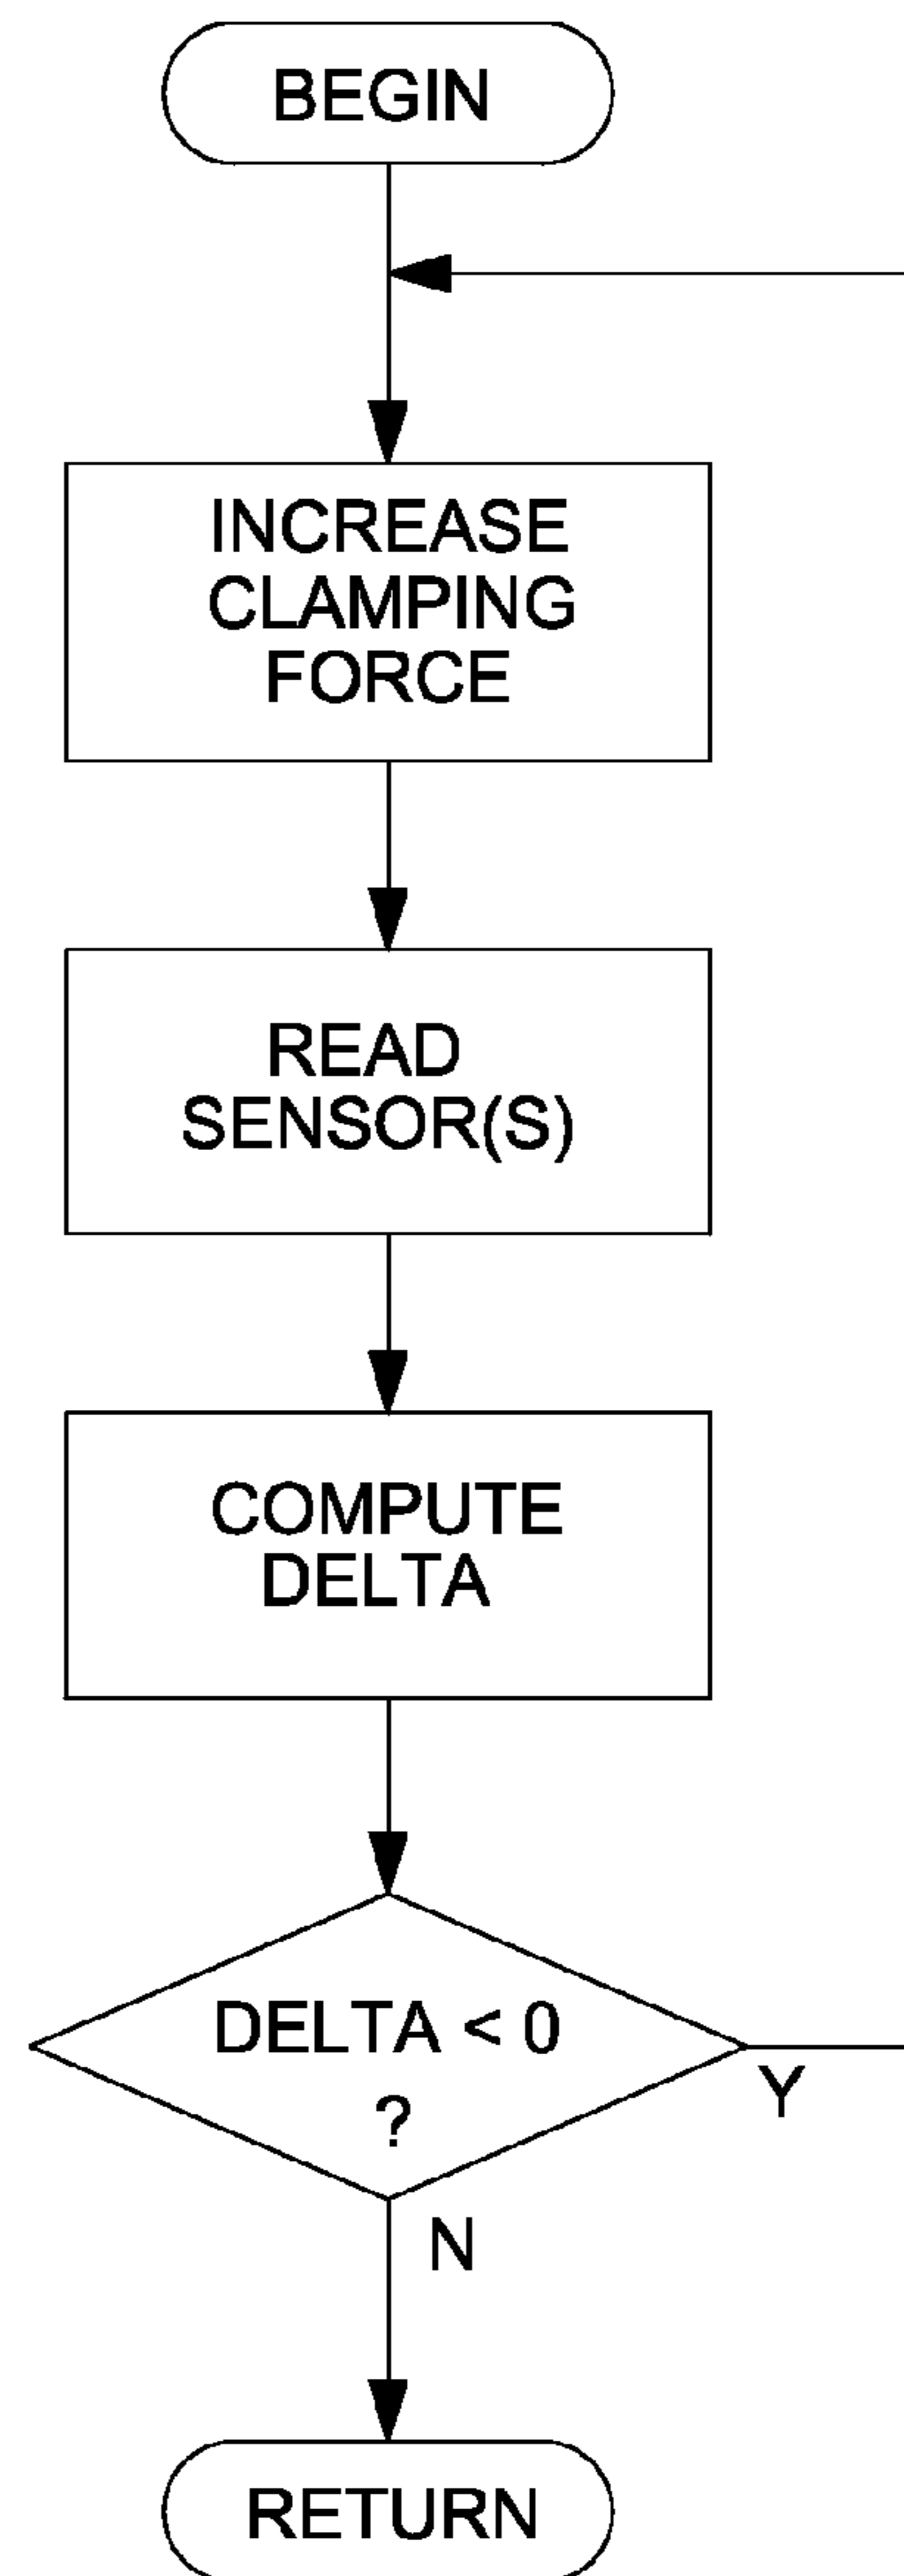 BEGIN
INCREASE
CLAMPING
FORCE
READ
SENSOR(S)
COMPUTE
DELTA
DELTA < 0
?
Y
N
RETURN